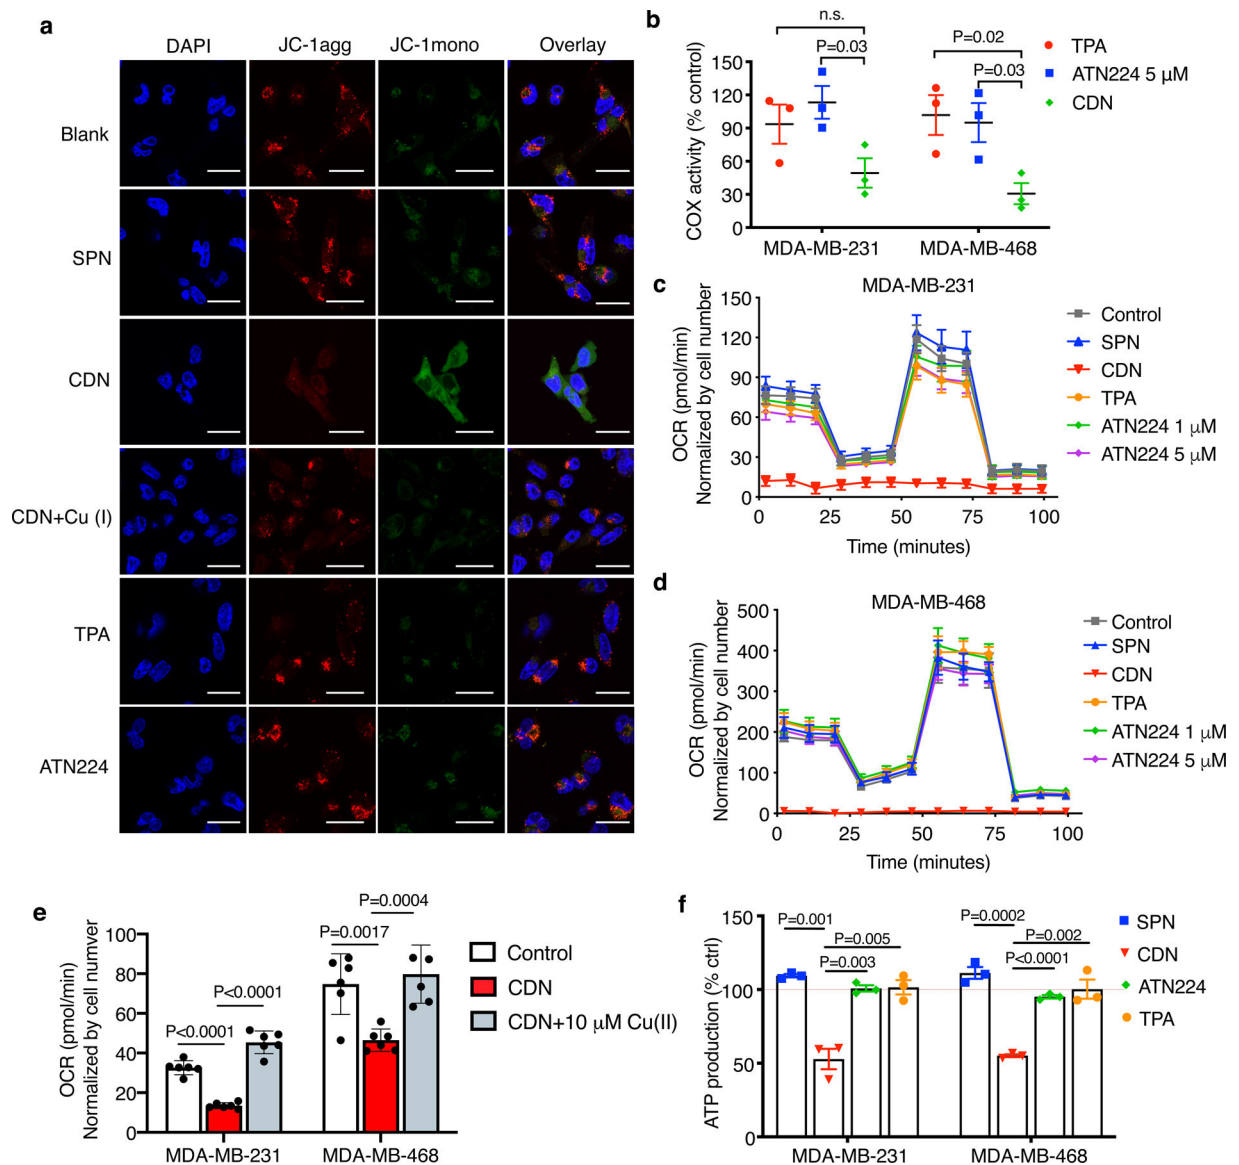 a
DAPI JC-1agg JC-1mono Overlay
Blank
SPN
CDN
CDN+Cu (I)
TPA
ATN224
b
n.s.
P=0.03
P=0.02
P=0.03
TPA
ATN224 5 μM
CDN
COX activity (% control)
150
120
90
60
30
0
MDA-MB-231 MDA-MB-468
c
MDA-MB-231
OCR (pmol/min)
Normalized by cell number
150
120
90
60
30
0
0 25 50 75 100
Time (minutes)
Control
SPN
CDN
TPA
ATN224 1 μM
ATN224 5 μM
d
MDA-MB-468
OCR (pmol/min)
Normalized by cell number
500
400
300
200
100
0
0 25 50 75 100
Time (minutes)
Control
SPN
CDN
TPA
ATN224 1 μM
ATN224 5 μM
e
OCR (pmol/min)
Normalized by cell numver
100
80
60
40
20
0
P<0.0001
P<0.0001
P=0.0017
P=0.0004
MDA-MB-231 MDA-MB-468
Control
CDN
CDN+10 μM Cu(II)
f
ATP production (% ctrl)
150
100
50
0
P=0.001
P=0.005
P=0.003
P=0.0002
P=0.002
P<0.0001
MDA-MB-231 MDA-MB-468
SPN
CDN
ATN224
TPA